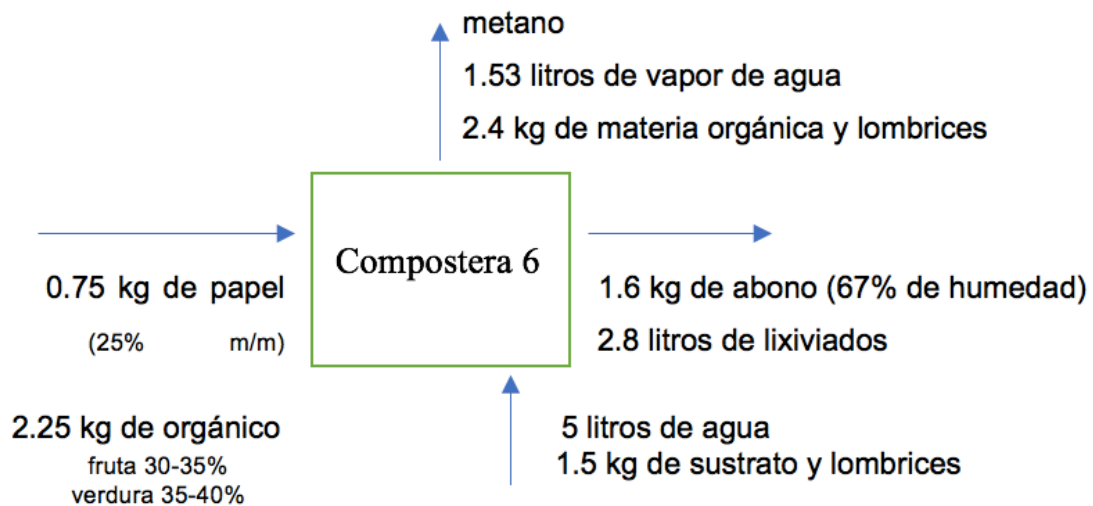 metano
1.53 litros de vapor de agua
2.4 kg de materia orgánica y lombrices
Compostera 6
0.75 kg de papel
(25% m/m)
2.25 kg de orgánico
fruta 30-35%
verdura 35-40%
1.6 kg de abono (67% de humedad)
2.8 litros de lixiviados
5 litros de agua
1.5 kg de sustrato y lombrices